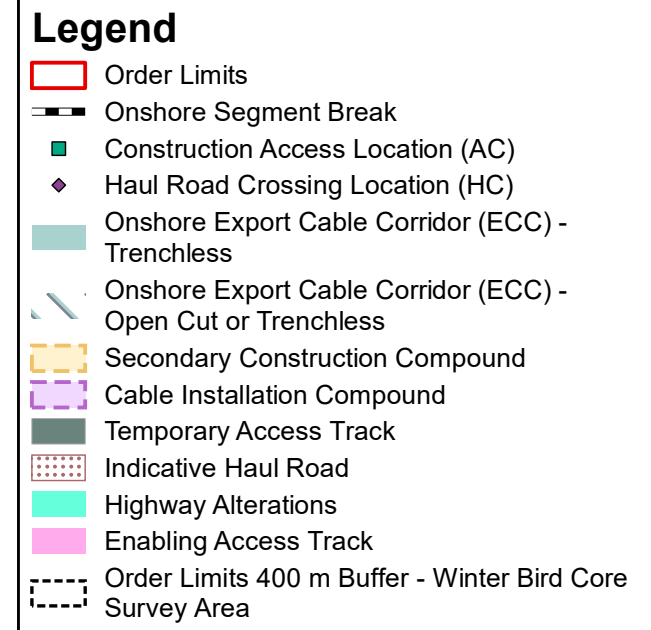 Legend
Order Limits
Onshore Segment Break
Construction Access Location (AC)
Haul Road Crossing Location (HC)
Onshore Export Cable Corridor (ECC) -
Trenchless
Onshore Export Cable Corridor (ECC) -
Open Cut or Trenchless
Secondary Construction Compound
Cable Installation Compound
Temporary Access Track
Indicative Haul Road
Highway Alterations
Enabling Access Track
Order Limits 400 m Buffer - Winter Bird Core
Survey Area